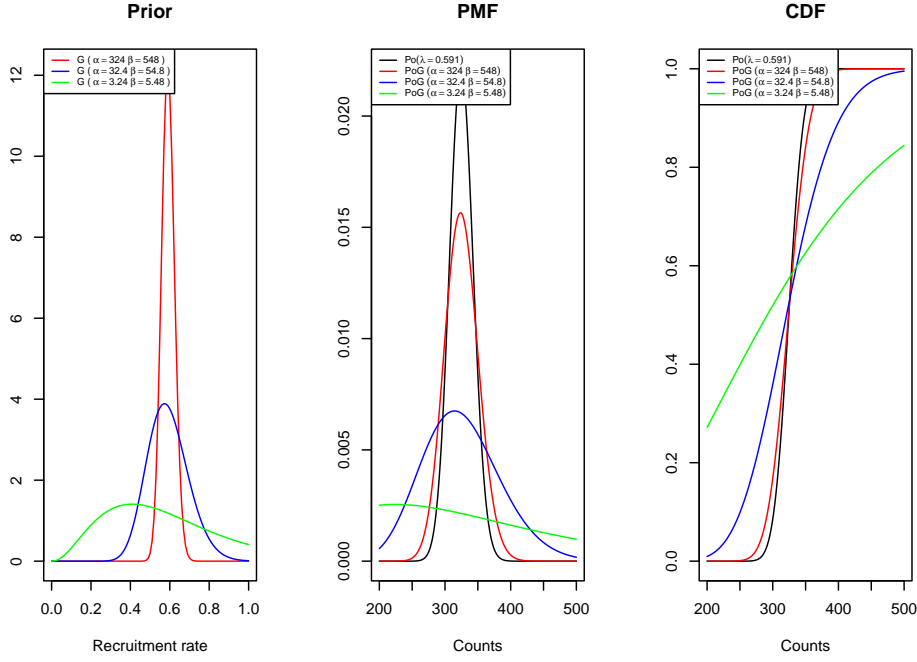 Prior
G ( α = 324 β = 548 )
G ( α = 32.4 β = 54.8 )
G ( α = 3.24 β = 5.48 )
12
10
8
6
4
2
0
0.0 0.2 0.4 0.6 0.8 1.0
Recruitment rate
PMF
Po(λ = 0.591)
PoG ( α = 324 β = 548 )
PoG ( α = 32.4 β = 54.8 )
PoG ( α = 3.24 β = 5.48 )
0.020
0.015
0.010
0.005
0.000
200 300 400 500
Counts
CDF
Po(λ = 0.591)
PoG ( α = 324 β = 548 )
PoG ( α = 32.4 β = 54.8 )
PoG ( α = 3.24 β = 5.48 )
1.0
0.8
0.6
0.4
0.2
0.0
200 300 400 500
Counts